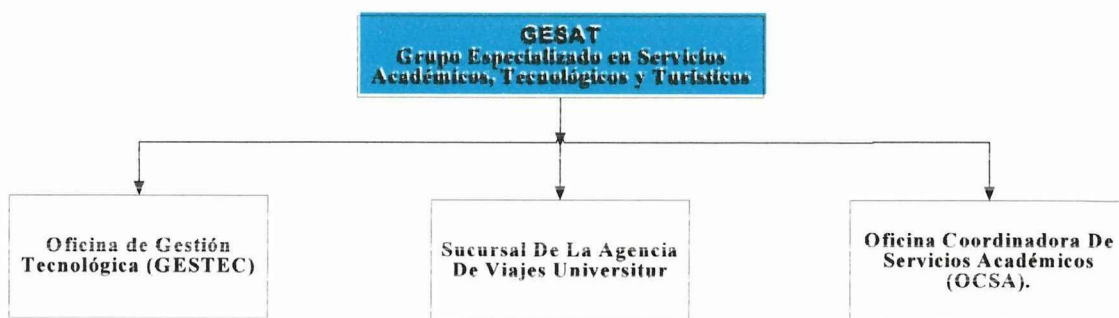 GESAT
Grupo Especializado en Servicios
Académicos, Tecnológicos y Turísticos
Oficina de Gestión
Tecnológica (GESTEC)
Sucursal De La Agencia
De Viajes Universitur
Oficina Coordinadora De
Servicios Académicos
(OCSA).